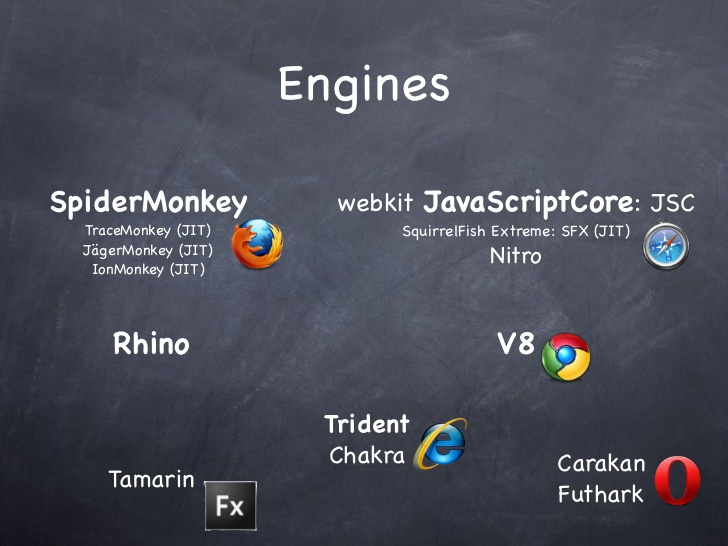 Engines
SpiderMonkey
TraceMonkey (JIT)
JägerMonkey (JIT)
IonMonkey (JIT)
webkit JavaScriptCore: JSC
SquirrelFish Extreme: SFX (JIT)
Nitro
Rhino
V8
Trident
Chakra
Tamarin
Fx
Carakan
Futhark